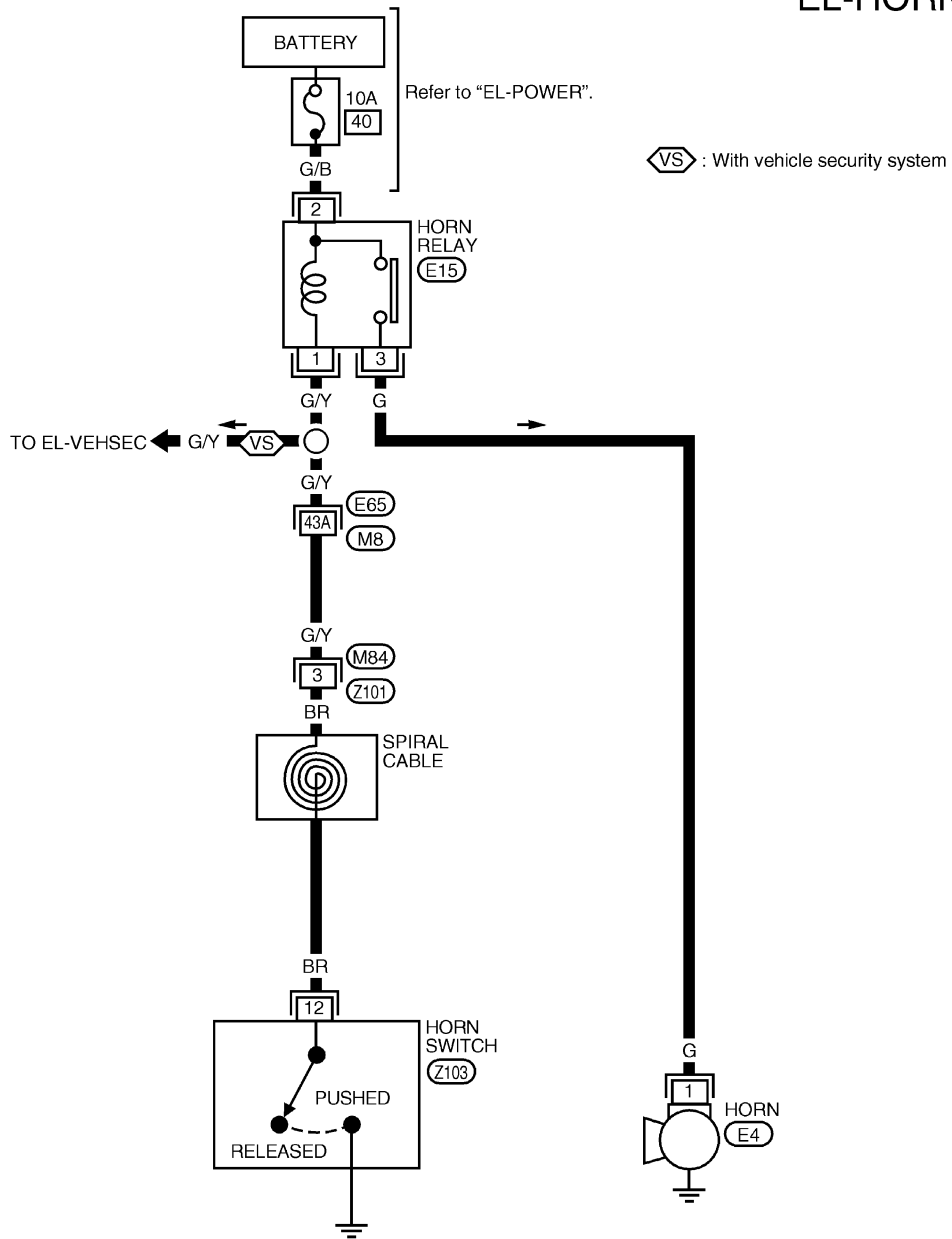 EL-HORN
BATTERY
10A
40
Refer to “EL-POWER”.
VS : With vehicle security system
G/B
2
HORN
RELAY
E15
1
3
G/Y
G
TO EL-VEHSEC
G/Y
VS
G/Y
E65
43A
M8
G/Y
M84
3
Z101
BR
SPIRAL
CABLE
BR
12
HORN
SWITCH
Z103
PUSHED
RELEASED
G
1
HORN
E4